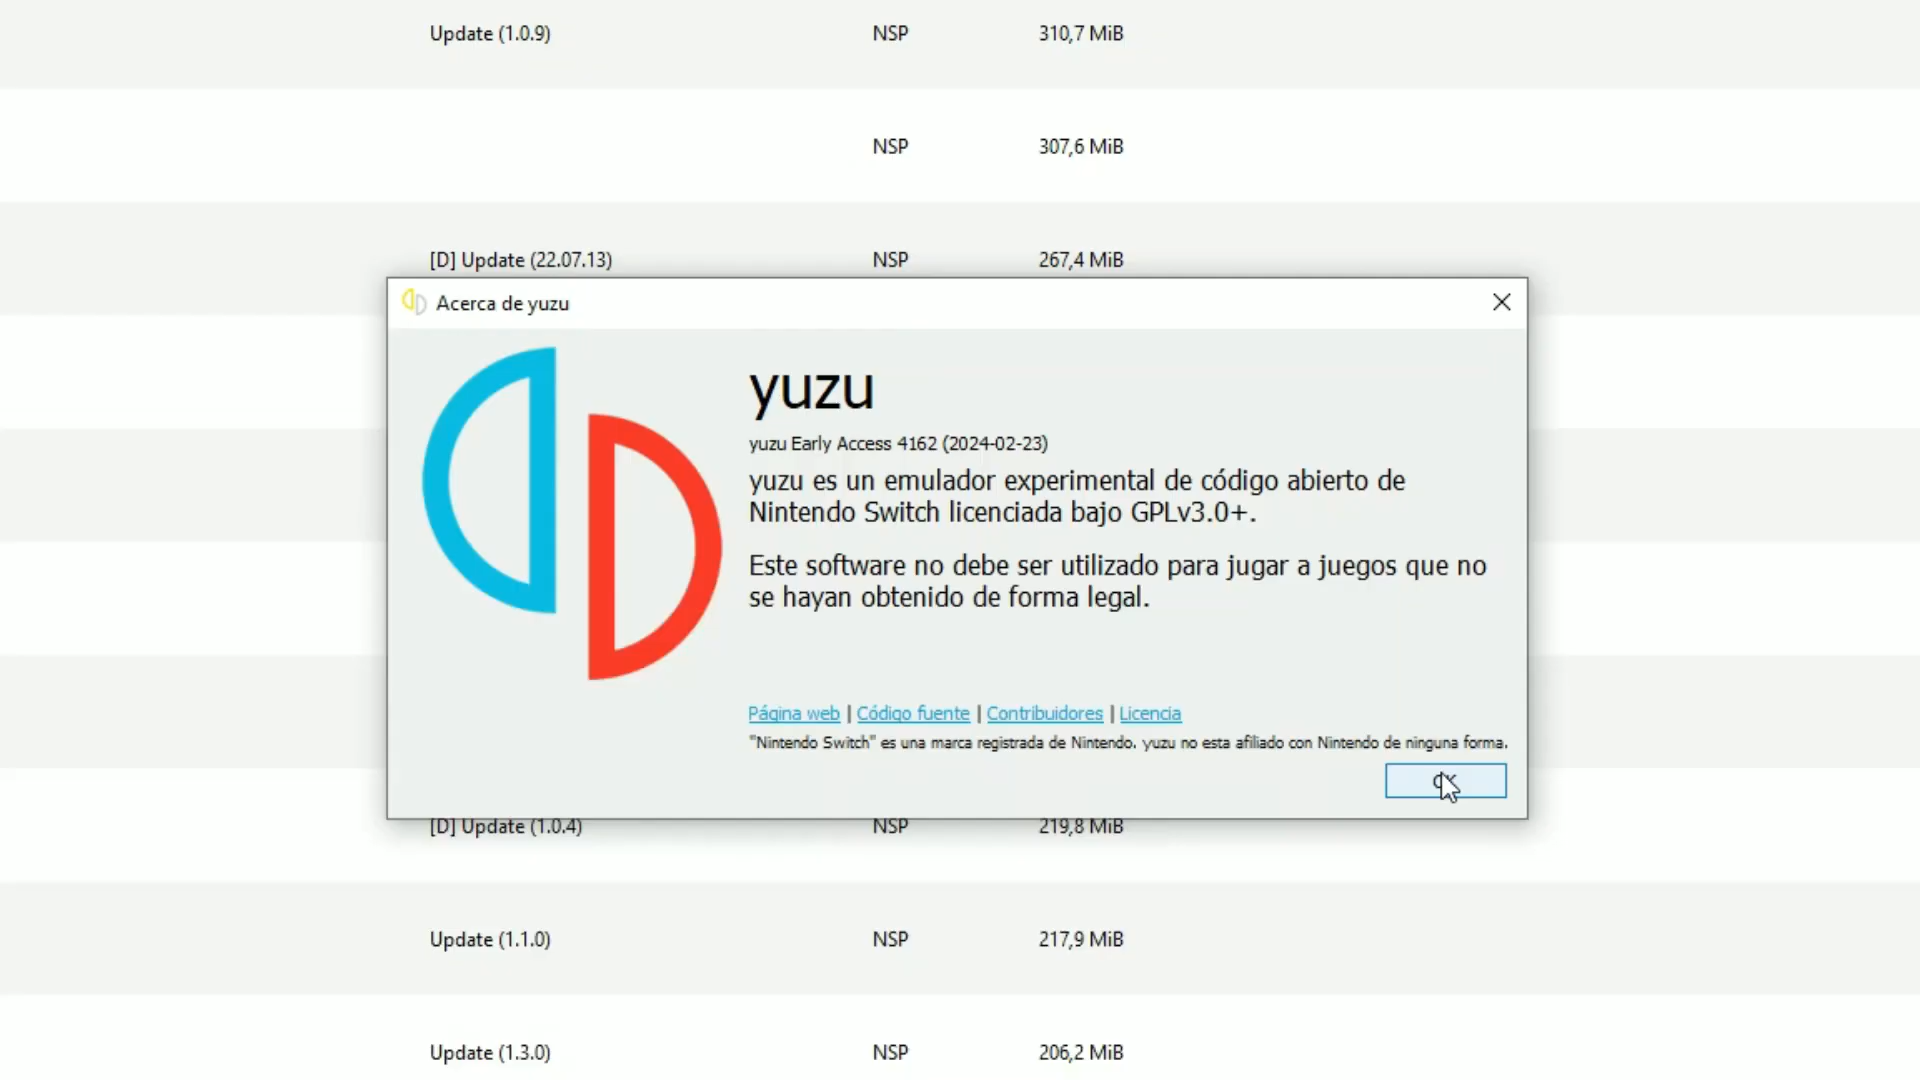 Update (1.0.9) NSP 310,7 MiB
NSP 307,6 MiB
[D] Update (22.07.13) NSP 267,4 MiB
Acerca de yuzu
yuzu
yuzu Early Access 4162 (2024-02-23)
yuzu es un emulador experimental de código abierto de
Nintendo Switch licenciada bajo GPLv3.0+.
Este software no debe ser utilizado para jugar a juegos que no
se hayan obtenido de forma legal.
Página web | Código fuente | Contribuidores | Licencia
"Nintendo Switch" es una marca registrada de Nintendo. yuzu no esta afiliado con Nintendo de ninguna forma.
OK
[D] Update (1.0.4) NSP 219,8 MiB
Update (1.1.0) NSP 217,9 MiB
Update (1.3.0) NSP 206,2 MiB